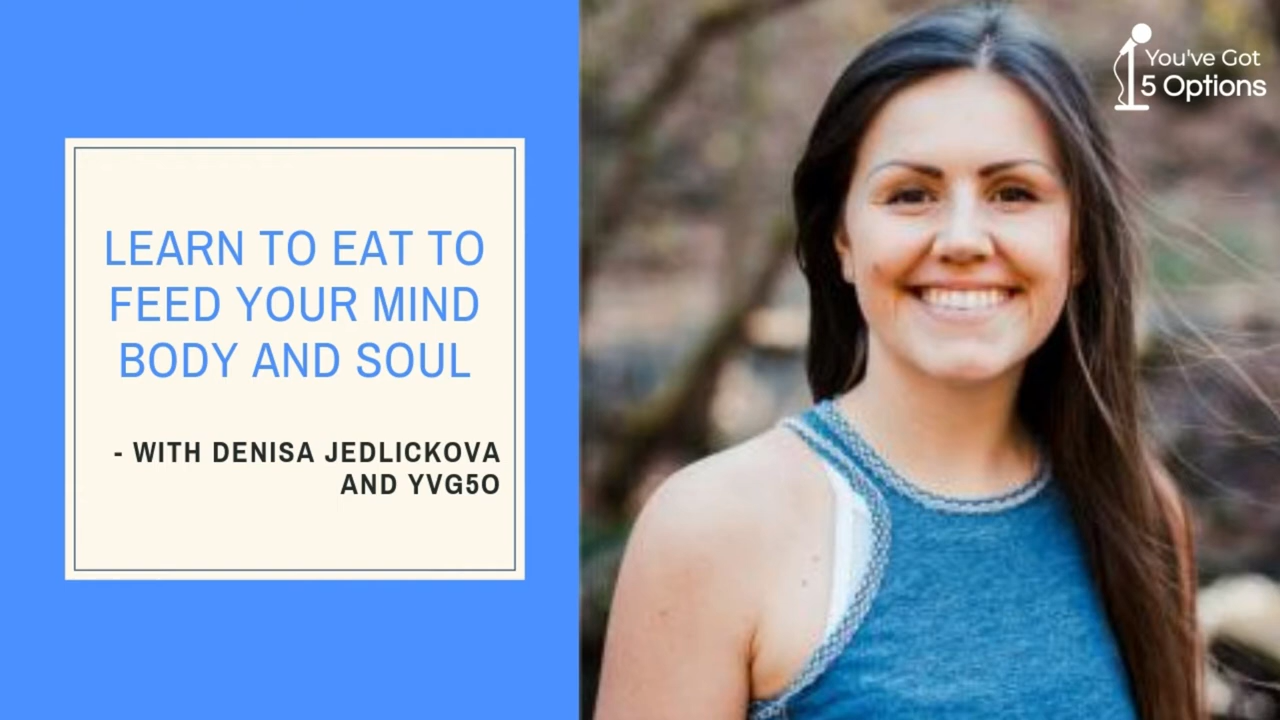 LEARN TO EAT TO
FEED YOUR MIND
BODY AND SOUL
- WITH DENISA JEDLICKOVA
AND YVG5O
You've Got
5 Options